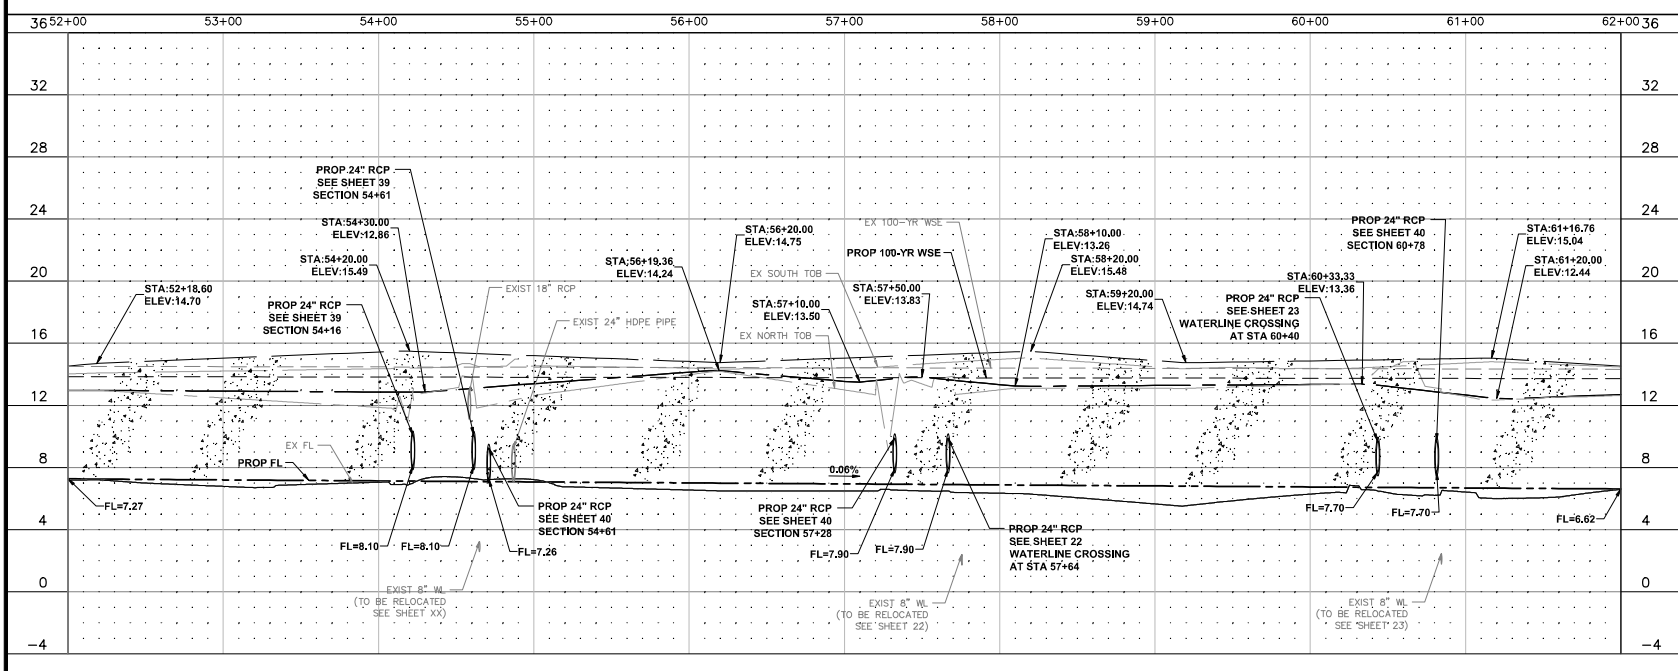 36 52+00 53+00 54+00 55+00 56+00 57+00 58+00 59+00 60+00 61+00 62+00 36
32 32
28 28
24 24
20 20
16 16
12 12
8 8
4 4
0 0
-4 -4
STA:52+18.60
ELEV:14.70
PROP 24" RCP
SEE SHEET 39
SECTION 54+16
STA:54+20.00
ELEV:15.49
STA:54+30.00
ELEV:12.86
PROP 24" RCP
SEE SHEET 39
SECTION 54+61
EXIST 18" RCP
EXIST 24" HDPE PIPE
STA:56+19.36
ELEV:14.24
STA:56+20.00
ELEV:14.75
EX SOUTH TOB
STA:57+10.00
ELEV:13.50
EX NORTH TOB
EX 100-YR WSE
PROP 100-YR WSE
STA:57+50.00
ELEV:13.83
STA:58+10.00
ELEV:13.26
STA:58+20.00
ELEV:15.48
STA:59+20.00
ELEV:14.74
PROP 24" RCP
SEE SHEET 23
WATERLINE CROSSING
AT STA 60+40
STA:60+33.33
ELEV:13.36
PROP 24" RCP
SEE SHEET 40
SECTION 60+78
STA:61+16.76
ELEV:15.04
STA:61+20.00
ELEV:12.44
EX FL
PROP FL
0.06%
FL=7.27
FL=8.10
FL=8.10
PROP 24" RCP
SEE SHEET 40
SECTION 54+61
FL=7.26
EXIST 8" WL
(TO BE RELOCATED
SEE SHEET XX)
PROP 24" RCP
SEE SHEET 40
SECTION 57+28
FL=7.90
FL=7.90
PROP 24" RCP
SEE SHEET 22
WATERLINE CROSSING
AT STA 57+64
EXIST 8" WL
(TO BE RELOCATED
SEE SHEET 22)
FL=7.70
FL=7.70
FL=6.62
EXIST 8" WL
(TO BE RELOCATED
SEE SHEET 23)